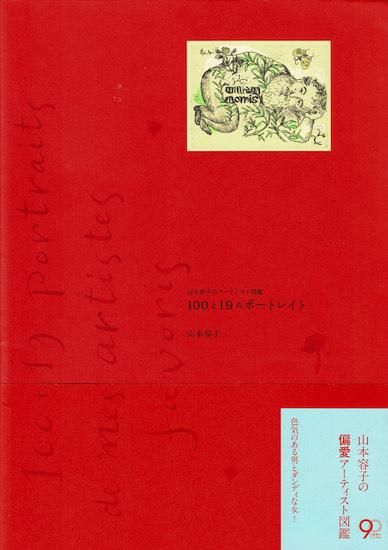 100+19 Portraits
de mes artistes
favoris
william
morris
山本容子のアーティスト図鑑
100と19のポートレイト
山本容子
山本容子の
偏愛アーティスト図鑑
色気のある男とダンディな女!
90